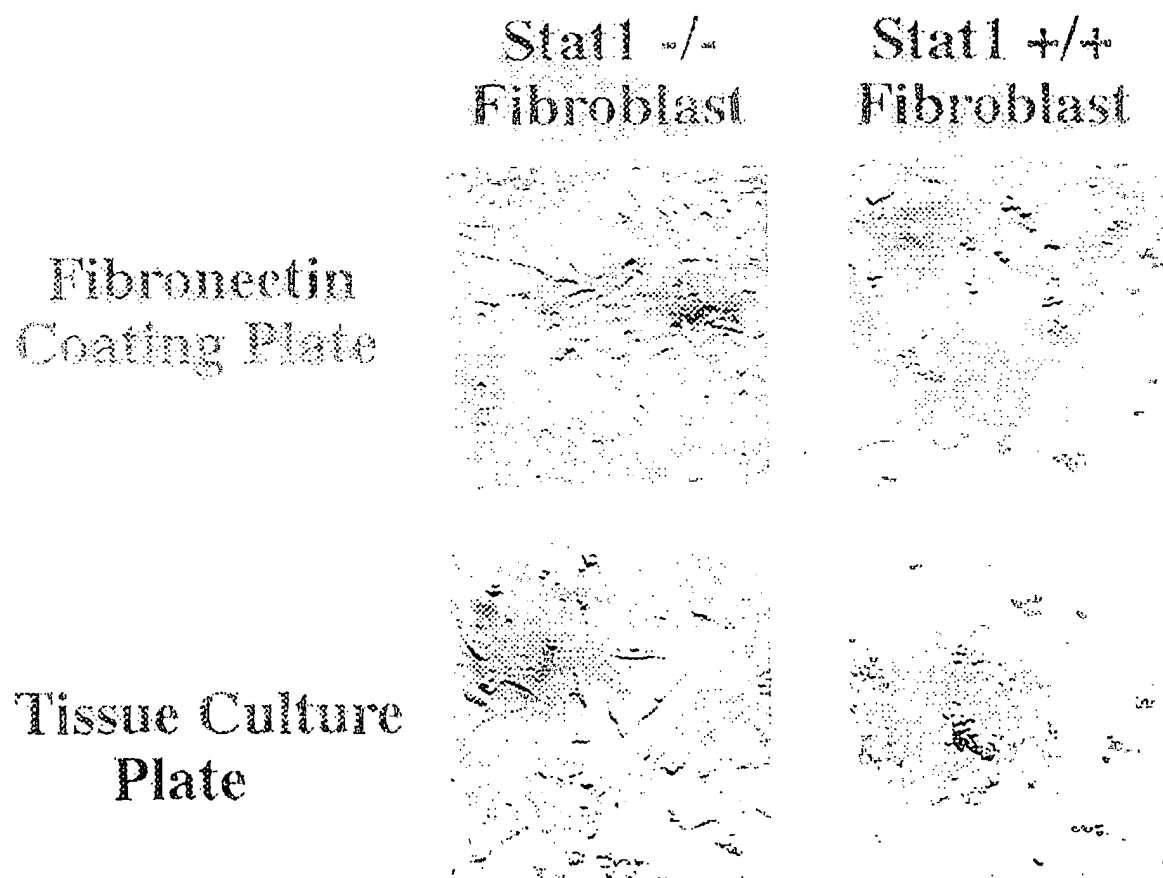 Stat1 -/-
Fibroblast
Stat1 +/+
Fibroblast
Fibronectin
Coating Plate
Tissue Culture
Plate